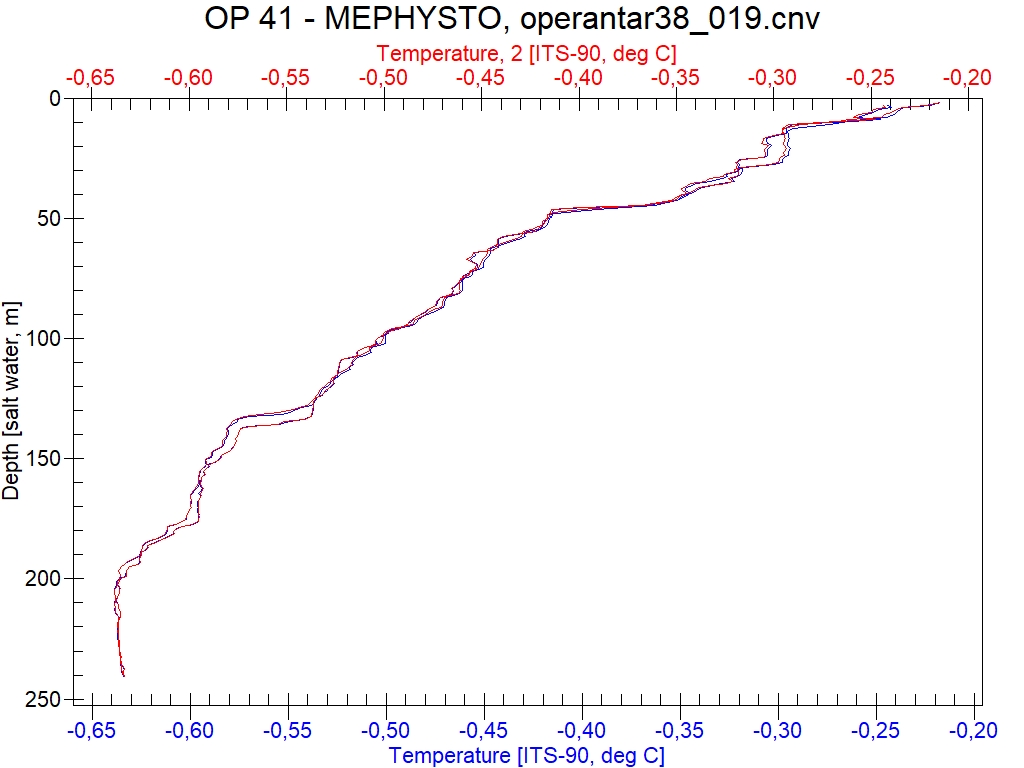 OP 41 - MEPHYSTO, operantar38_019.cnv
Temperature, 2 [ITS-90, deg C]
-0,65 -0,60 -0,55 -0,50 -0,45 -0,40 -0,35 -0,30 -0,25 -0,20
0
50
100
150
200
250
Depth [salt water, m]
-0,65 -0,60 -0,55 -0,50 -0,45 -0,40 -0,35 -0,30 -0,25 -0,20
Temperature [ITS-90, deg C]